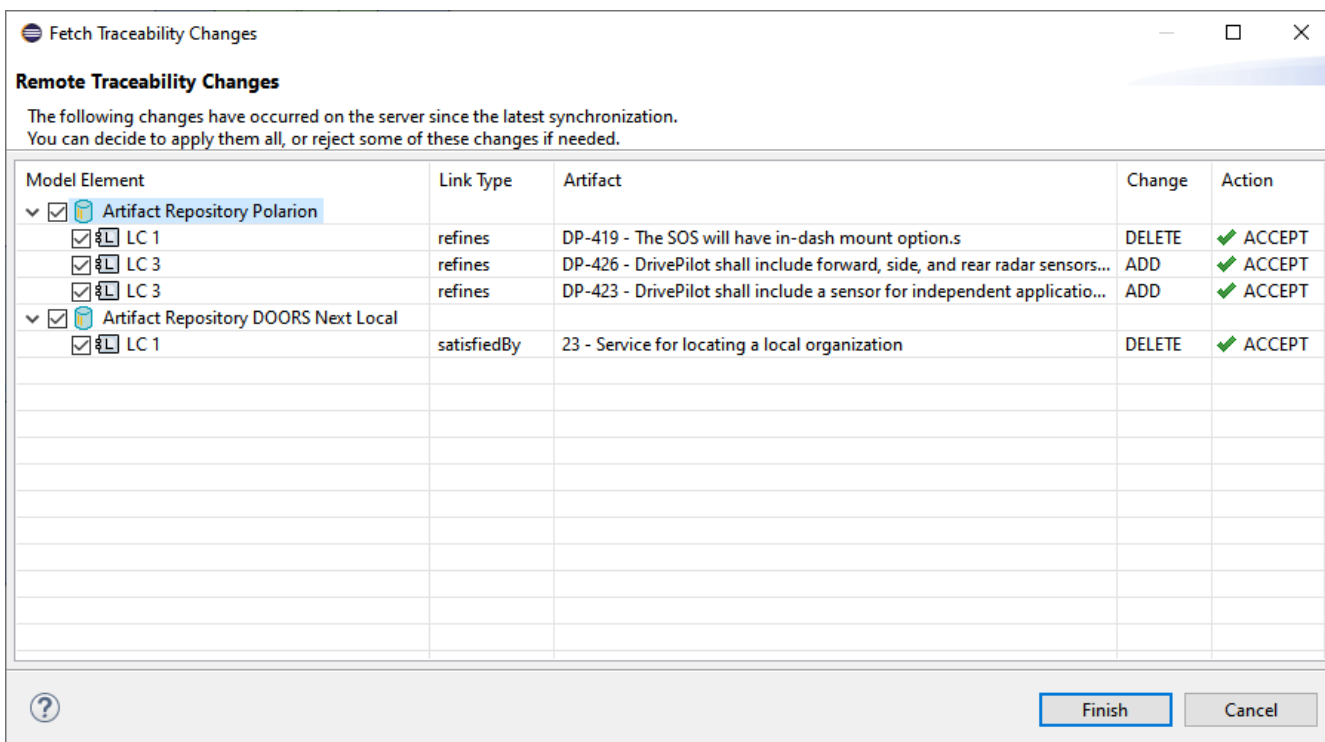 Fetch Traceability Changes
Remote Traceability Changes
The following changes have occurred on the server since the latest synchronization.
You can decide to apply them all, or reject some of these changes if needed.
Model Element Link Type Artifact Change Action
Artifact Repository Polarion
LC 1 refines DP-419 - The SOS will have in-dash mount option.s DELETE ACCEPT
LC 3 refines DP-426 - DrivePilot shall include forward, side, and rear radar sensors... ADD ACCEPT
LC 3 refines DP-423 - DrivePilot shall include a sensor for independent applicatio... ADD ACCEPT
Artifact Repository DOORS Next Local
LC 1 satisfiedBy 23 - Service for locating a local organization DELETE ACCEPT
Finish Cancel